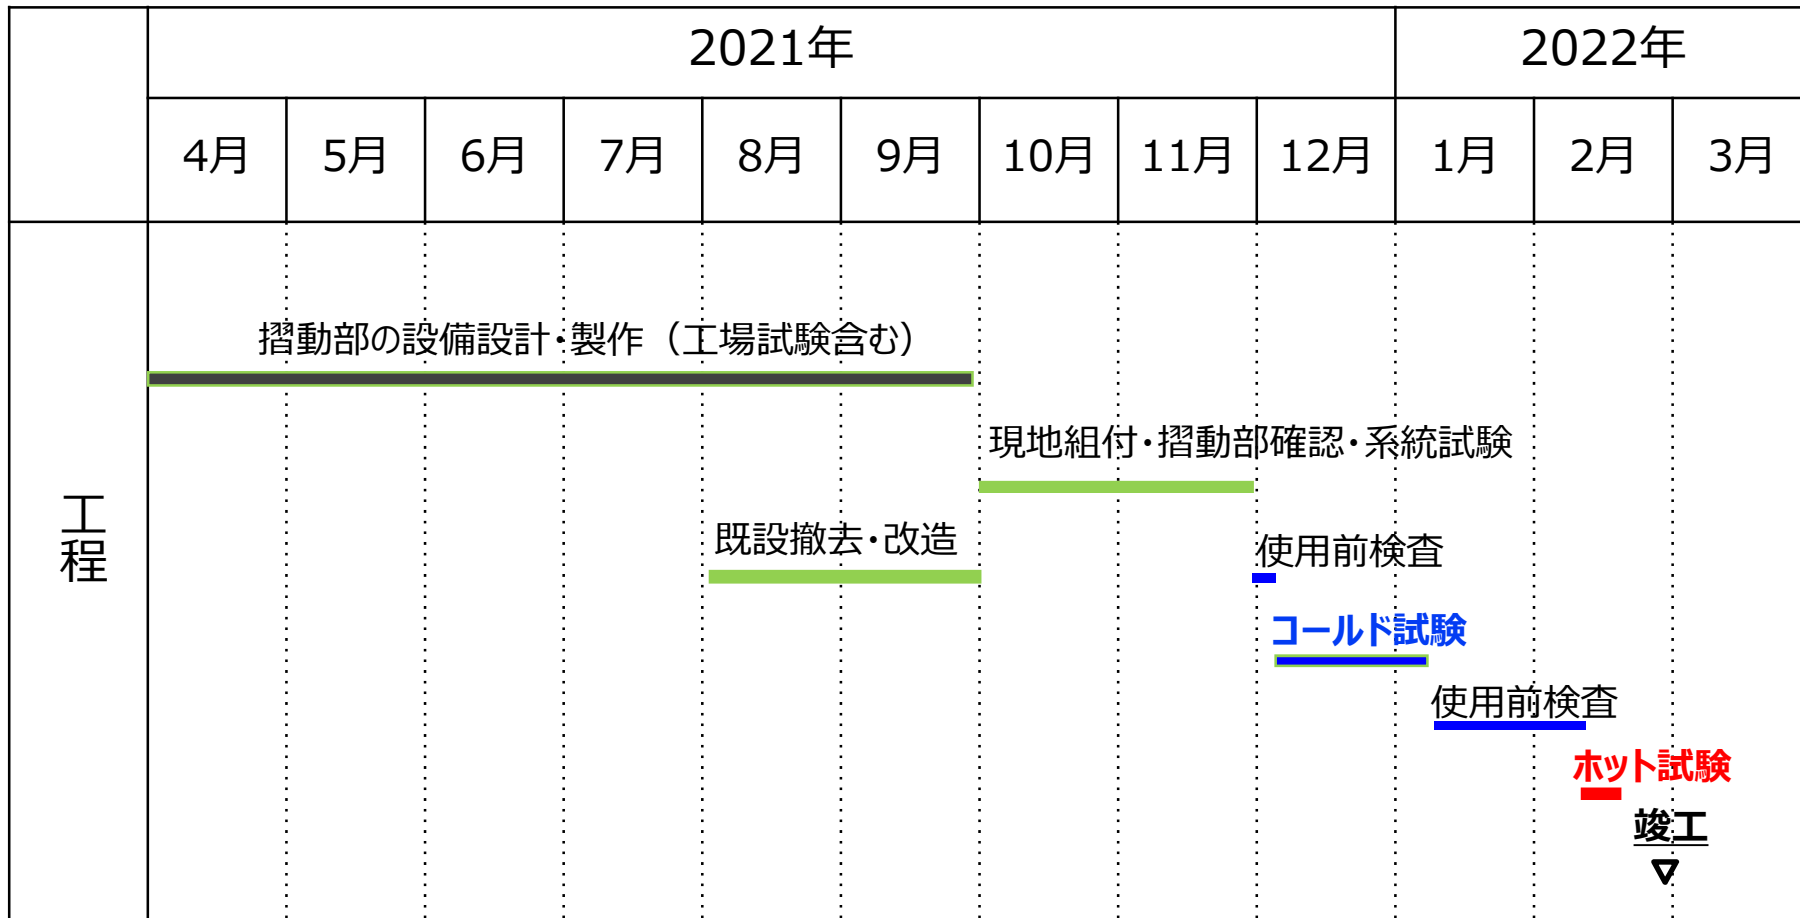 2021年 2022年
4月 5月 6月 7月 8月 9月 10月 11月 12月 1月 2月 3月
工程
摺動部の設備設計・製作（工場試験含む）
現地組付・摺動部確認・系統試験
既設撤去・改造
使用前検査
コールド試験
使用前検査
ホット試験
竣工